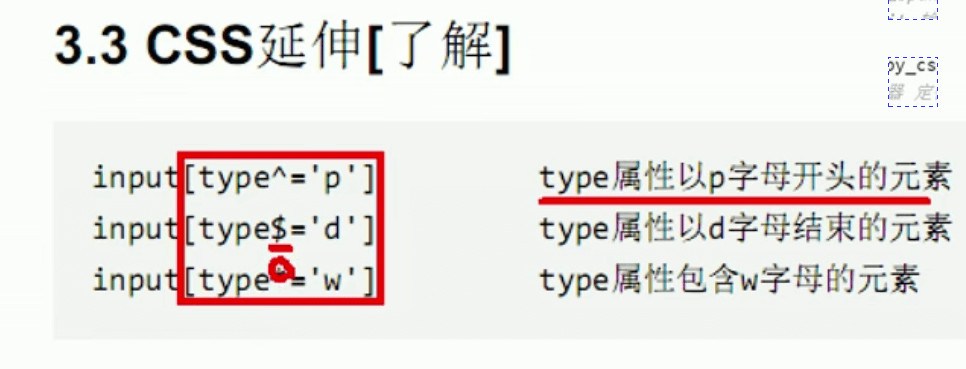 3.3 CSS延伸[了解]
py_cs
器 定
input[type^='p'] type属性以p字母开头的元素
input[type$='d'] type属性以d字母结束的元素
input[type*='w'] type属性包含w字母的元素